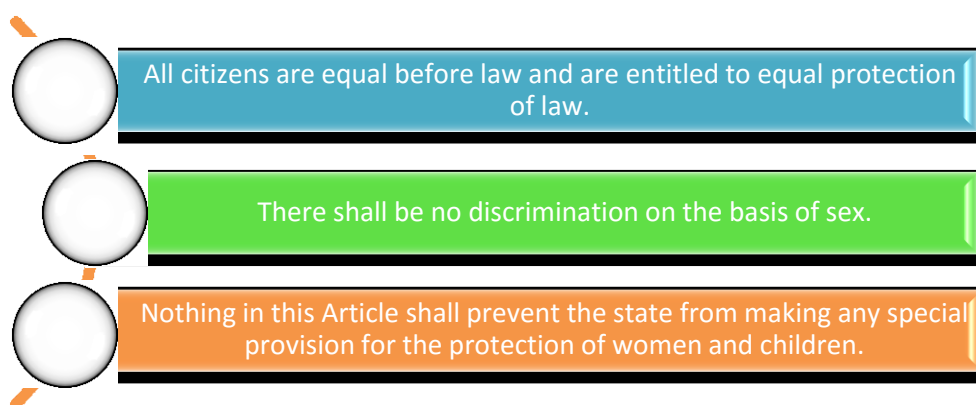 All citizens are equal before law and are entitled to equal protection
of law.
There shall be no discrimination on the basis of sex.
Nothing in this Article shall prevent the state from making any special
provision for the protection of women and children.